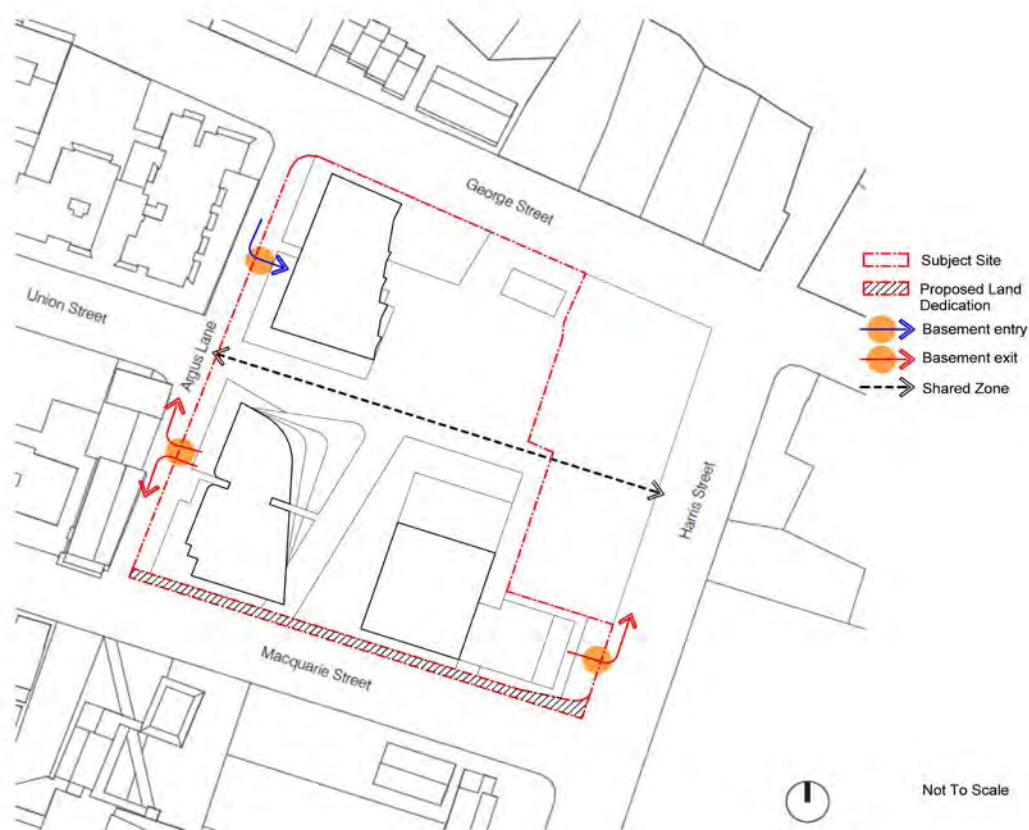 George Street
Union Street
Argus Lane
Harris Street
Macquarie Street
Subject Site
Proposed Land
Dedication
Basement entry
Basement exit
Shared Zone
Not To Scale